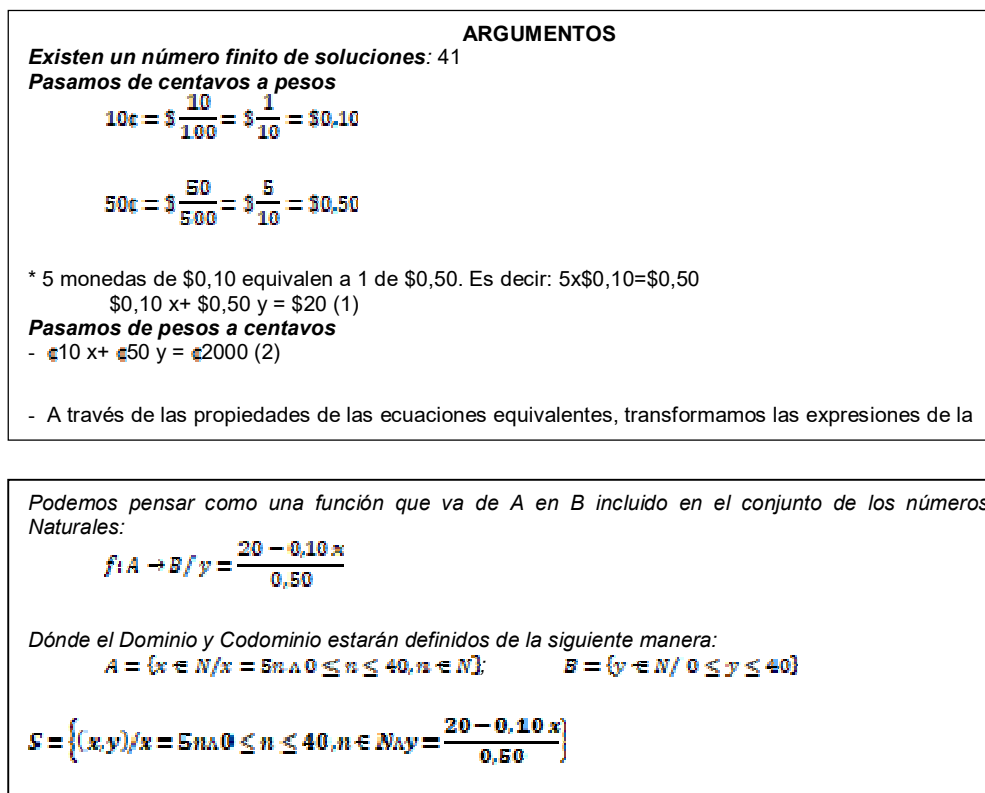 ARGUMENTOS
Existen un número finito de soluciones: 41
Pasamos de centavos a pesos
10¢ = $ 10/100 = $ 1/10 = $0,10
50¢ = $ 50/500 = $ 5/10 = $0,50
* 5 monedas de $0,10 equivalen a 1 de $0,50. Es decir: 5x$0,10=$0,50
$0,10 x+ $0,50 y = $20 (1)
Pasamos de pesos a centavos
- ¢10 x+ ¢50 y = ¢2000 (2)
- A través de las propiedades de las ecuaciones equivalentes, transformamos las expresiones de la
Podemos pensar como una función que va de A en B incluido en el conjunto de los números
Naturales:
f: A → B/ y = (20 − 0,10 x)/0,50
Dónde el Dominio y Codominio estarán definidos de la siguiente manera:
A = {x ∈ N/x = 5n ∧ 0 ≤ n ≤ 40, n ∈ N}; B = {y ∈ N/ 0 ≤ y ≤ 40}
S = {(x,y)/x = 5n∧0 ≤ n ≤ 40 ,n ∈ N∧y = (20 − 0,10 x)/0,50}